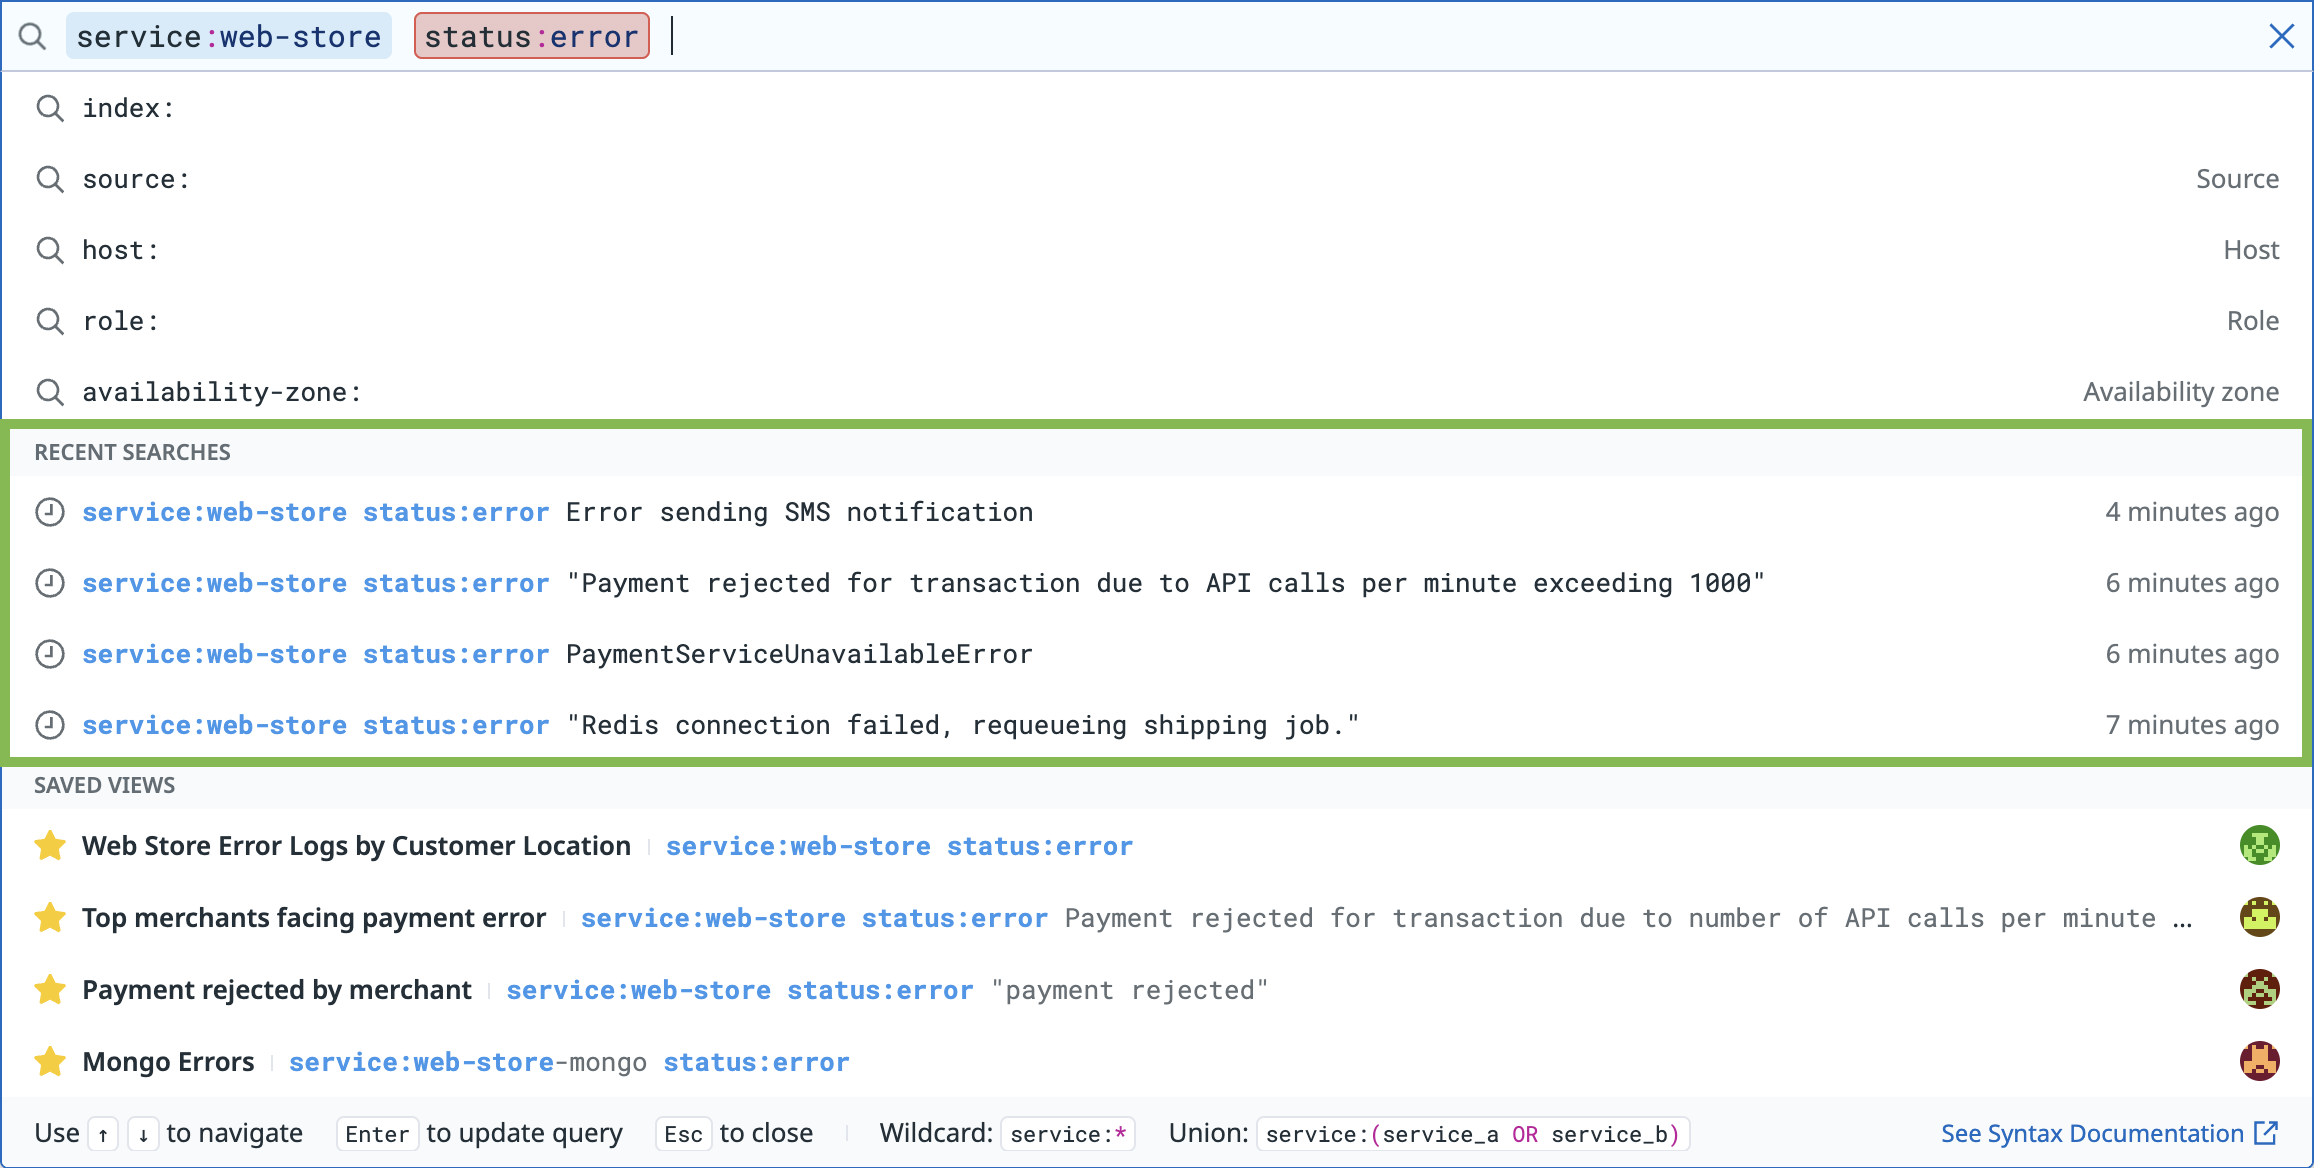 service:web-store status:error
index:
source: Source
host: Host
role: Role
availability-zone: Availability zone
RECENT SEARCHES
service:web-store status:error Error sending SMS notification 4 minutes ago
service:web-store status:error "Payment rejected for transaction due to API calls per minute exceeding 1000" 6 minutes ago
service:web-store status:error PaymentServiceUnavailableError 6 minutes ago
service:web-store status:error "Redis connection failed, requeueing shipping job." 7 minutes ago
SAVED VIEWS
Web Store Error Logs by Customer Location service:web-store status:error
Top merchants facing payment error service:web-store status:error Payment rejected for transaction due to number of API calls per minute ...
Payment rejected by merchant service:web-store status:error "payment rejected"
Mongo Errors service:web-store-mongo status:error
Use ↑ ↓ to navigate Enter to update query Esc to close Wildcard: service:* Union: service:(service_a OR service_b) See Syntax Documentation